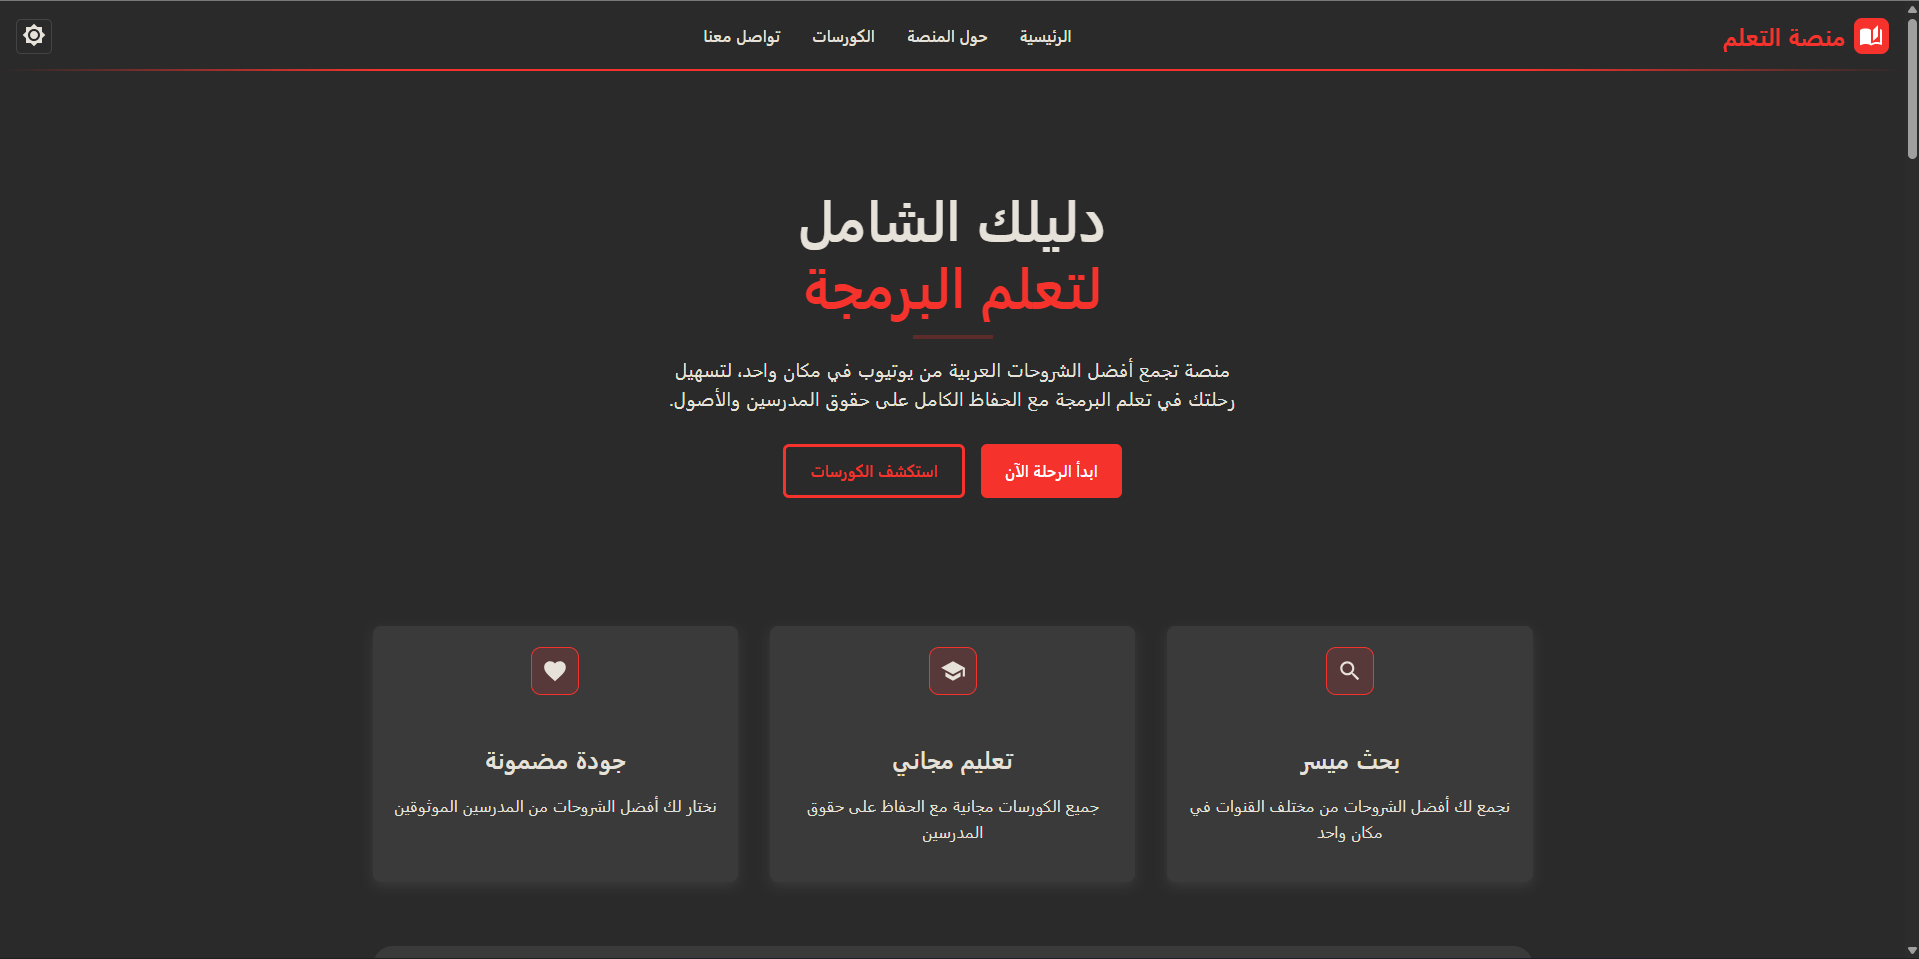 منصة التعلم
الرئيسية
حول المنصة
الكورسات
تواصل معنا
دليلك الشامل
لتعلم البرمجة
منصة تجمع أفضل الشروحات العربية من يوتيوب في مكان واحد، لتسهيل
رحلتك في تعلم البرمجة مع الحفاظ الكامل على حقوق المدرسين والأصول.
ابدأ الرحلة الآن
استكشف الكورسات
بحث ميسر
نجمع لك أفضل الشروحات من مختلف القنوات في
مكان واحد
تعليم مجاني
جميع الكورسات مجانية مع الحفاظ على حقوق
المدرسين
جودة مضمونة
نختار لك أفضل الشروحات من المدرسين الموثوقين